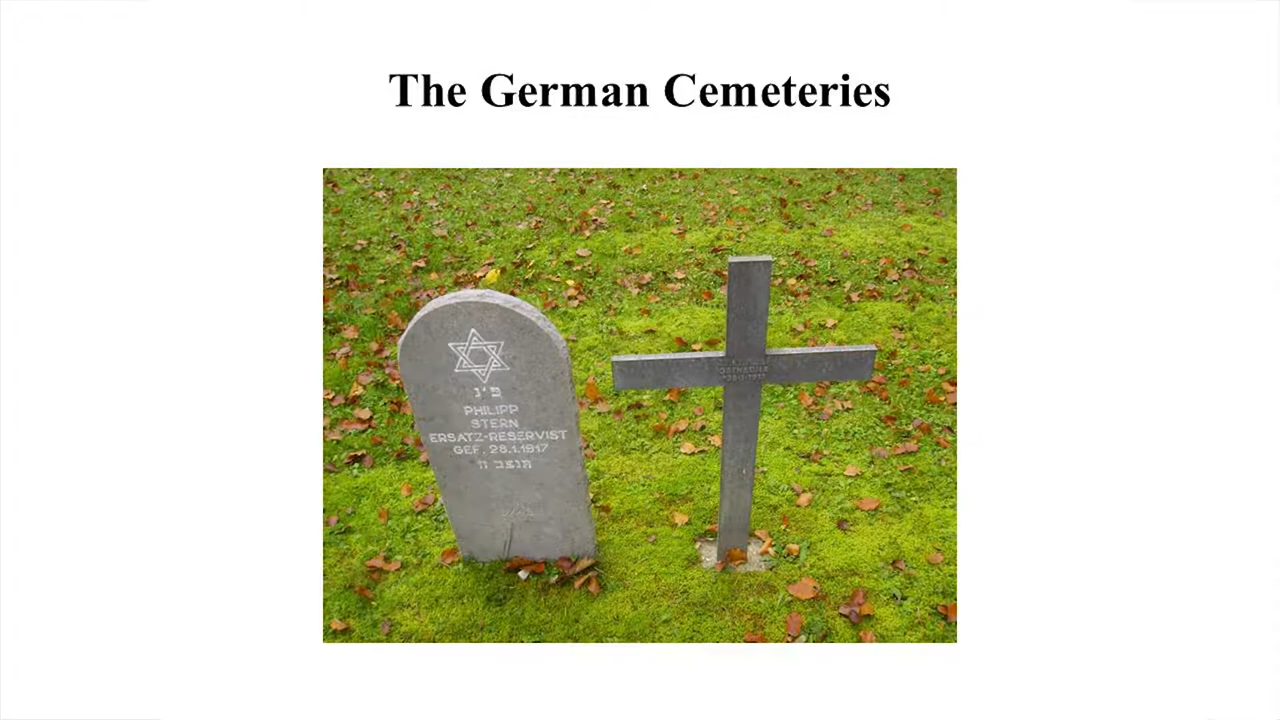 The German Cemeteries
פ״נ
PHILIPP
STERN
ERSATZ-RESERVIST
GEF. 28.1.1917
תנצב״ה